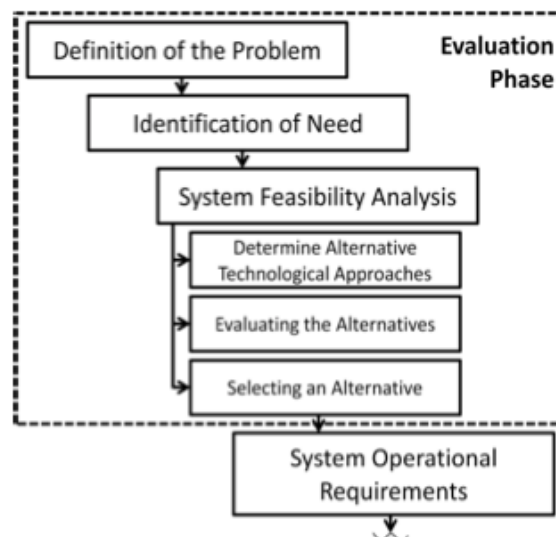 Definition of the Problem
Evaluation
Phase
Identification of Need
System Feasibility Analysis
Determine Alternative
Technological Approaches
Evaluating the Alternatives
Selecting an Alternative
System Operational
Requirements